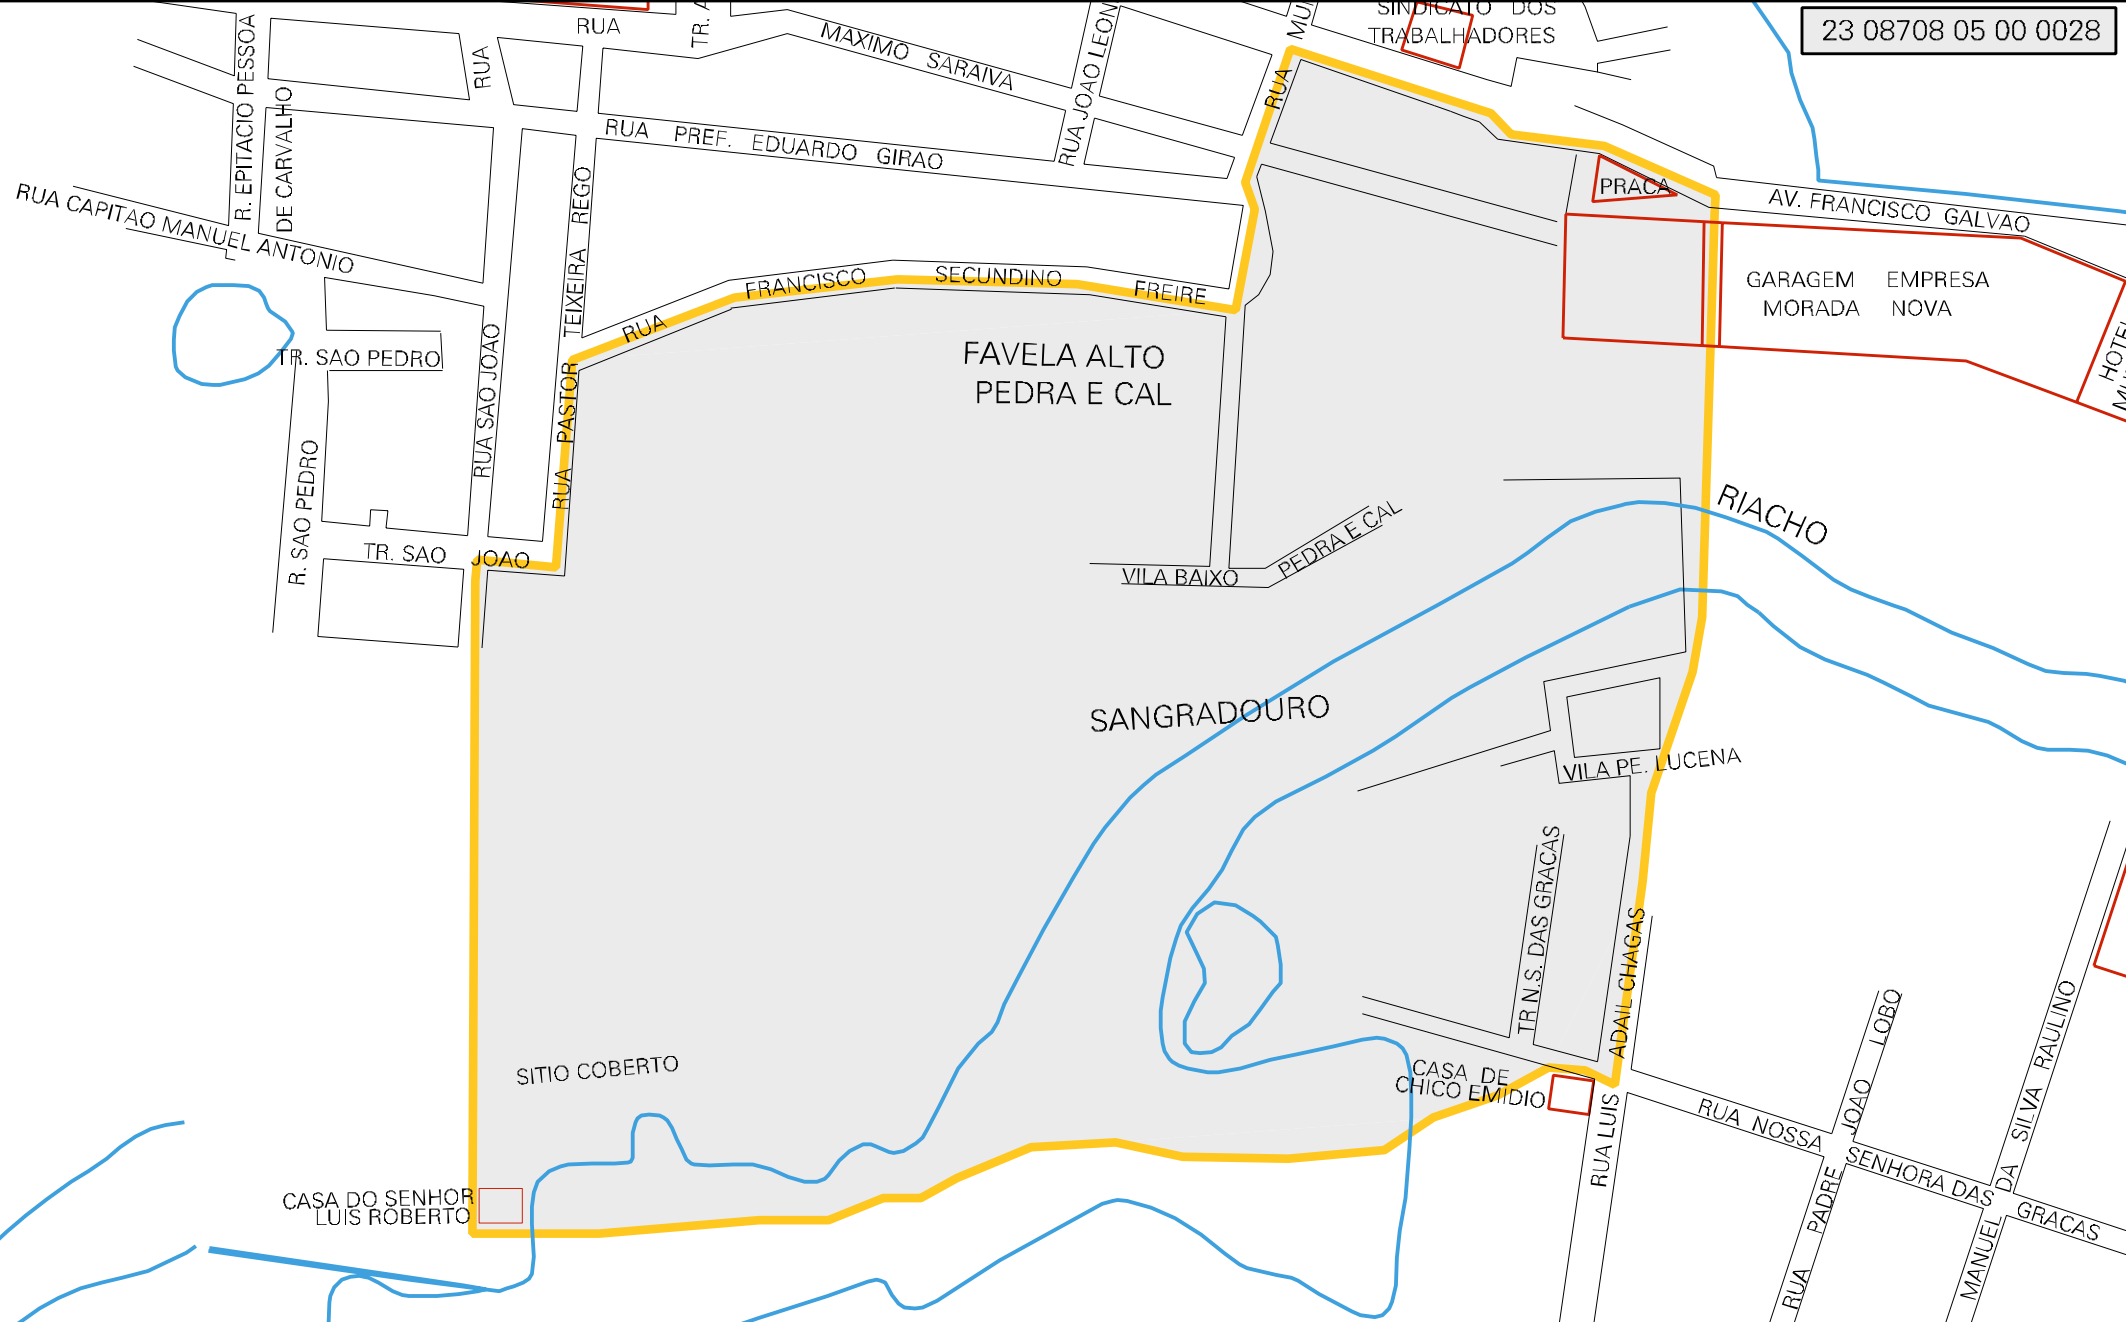 23 08708 05 00 0028
SINDICATO DOS
TRABALHADORES
RUA
TR. A
MAXIMO SARAIVA
RUA JOAO LEON
RUA
RUA
R. EPITACIO PESSOA
DE CARVALHO
RUA PREF. EDUARDO GIRAO
RUA CAPITAO MANUEL ANTONIO
PRACA
AV. FRANCISCO GALVAO
GARAGEM EMPRESA
MORADA NOVA
HOTEL
RUA FRANCISCO SECUNDINO FREIRE
RUA PASTOR TEIXEIRA REGO
TR. SAO PEDRO
RUA SAO JOAO
R. SAO PEDRO
TR. SAO JOAO
FAVELA ALTO
PEDRA E CAL
VILA BAIXO PEDRA E CAL
RIACHO
SANGRADOURO
VILA PE. LUCENA
TR N.S. DAS GRACAS
RUA LUIS ADAIL CHAGAS
SITIO COBERTO
CASA DE
CHICO EMIDIO
CASA DO SENHOR
LUIS ROBERTO
RUA NOSSA SENHORA DAS GRACAS
RUA PADRE JOAO LOBO
MANUEL DA SILVA RAULINO